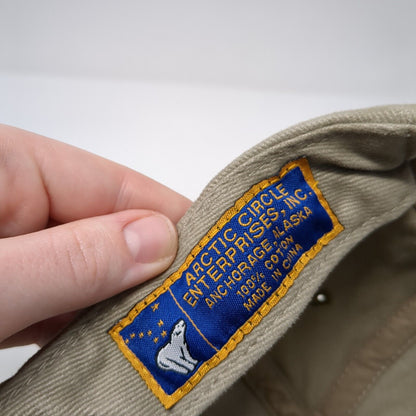 ARCTIC CIRCLE
ENTERPRISES, INC.
ANCHORAGE, ALASKA
100% COTTON
MADE IN CHINA